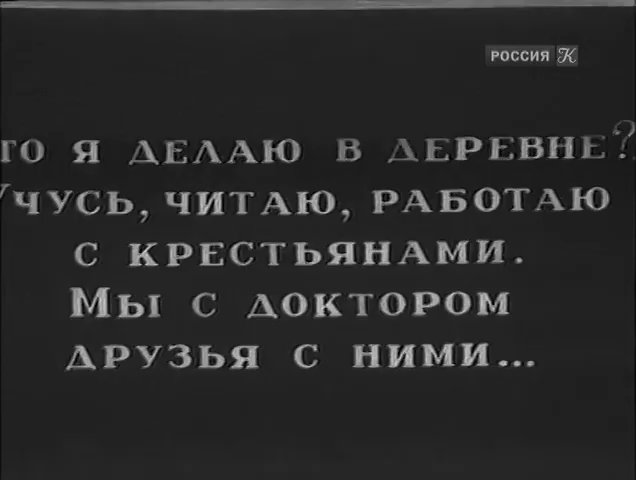 РОССИЯ К
ТО Я ДЕЛАЮ В ДЕРЕВНЕ?
УЧУСЬ, ЧИТАЮ, РАБОТАЮ
С КРЕСТЬЯНАМИ.
МЫ С ДОКТОРОМ
ДРУЗЬЯ С НИМИ...